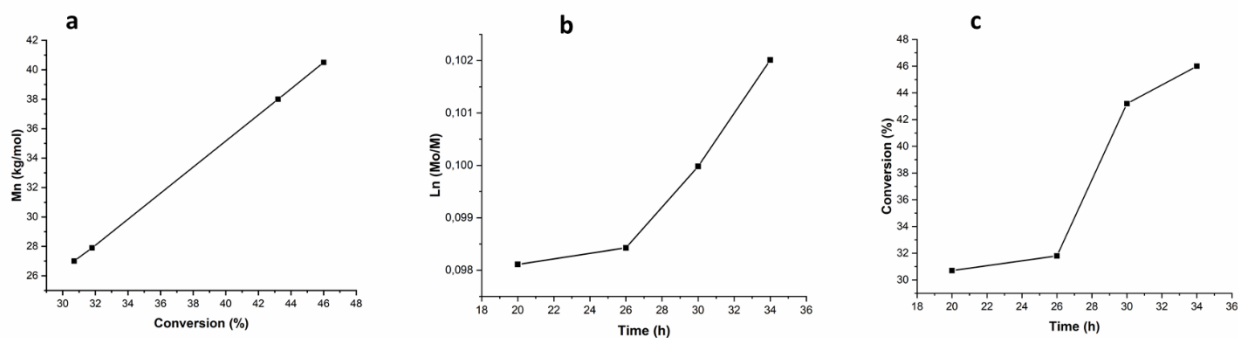 a
42
40
38
36
34
32
30
28
26
Mn (kg/mol)
30 32 34 36 38 40 42 44 46 48
Conversion (%)
b
0,102
0,101
0,100
0,099
0,098
Ln (Mo/M)
18 20 22 24 26 28 30 32 34 36
Time (h)
c
48
46
44
42
40
38
36
34
32
30
Conversion (%)
18 20 22 24 26 28 30 32 34 36
Time (h)